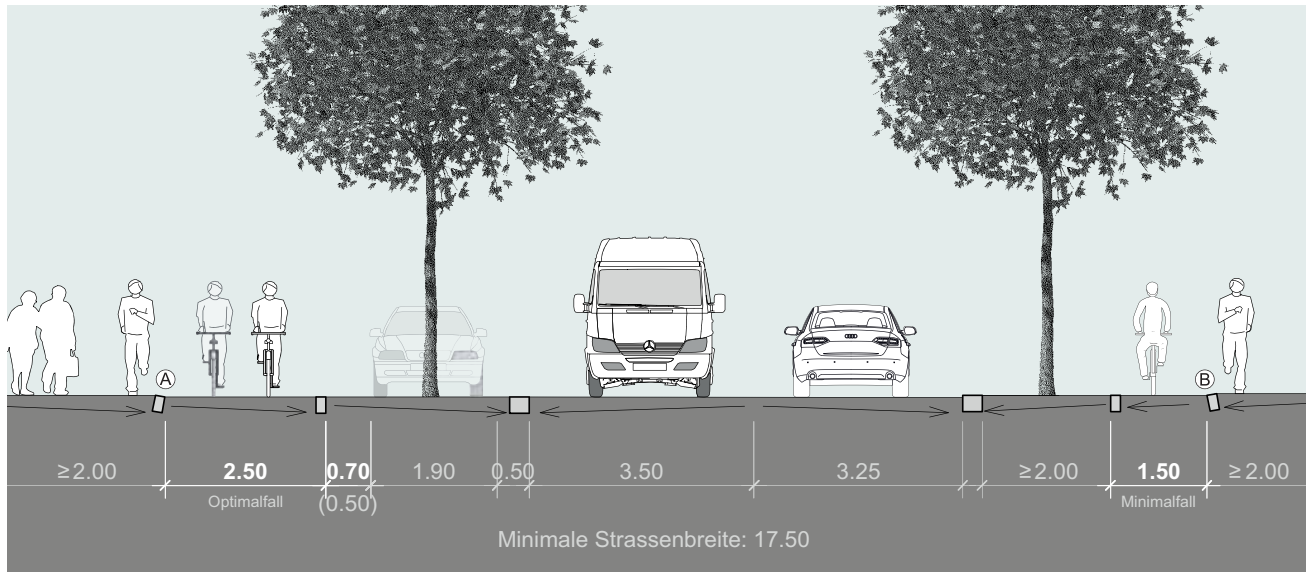 A
B
≥2.00 2.50 0.70 1.90 0.50 3.50 3.25 ≥2.00 1.50 ≥2.00
Optimalfall (0.50) Minimalfall
Minimale Strassenbreite: 17.50